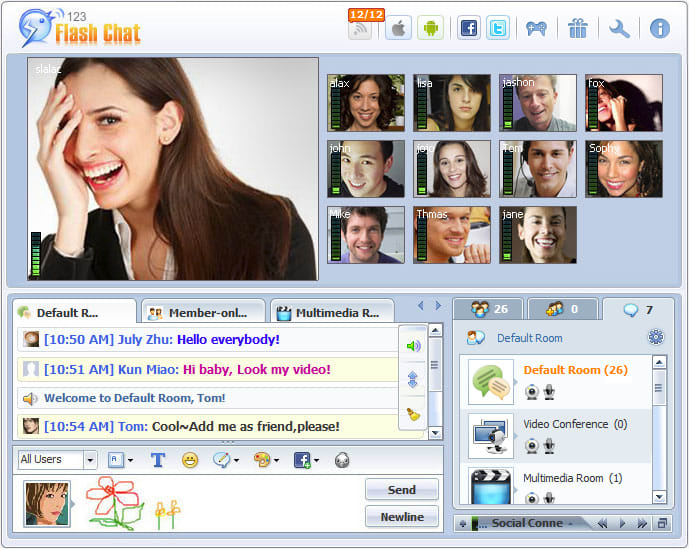 123
Flash Chat
12/12
slalac
alax
lisa
jashon
fox
john
jojo
Tom
Sophy
Mike
Thmas
jane
Default R...
Member-onl...
Multimedia R...
[10:50 AM] July Zhu: Hello everybody!
[10:51 AM] Kun Miao: Hi baby, Look my video!
Welcome to Default Room, Tom!
[10:54 AM] Tom: Cool~Add me as friend,please!
All Users
Send
Newline
26
0
7
Default Room
Default Room (26)
Video Conference (0)
Multimedia Room (1)
... Social Conne